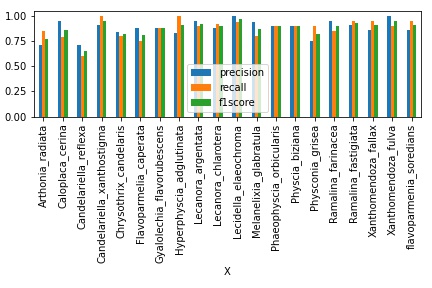 1.00
0.75
0.50
0.25
0.00
precision
recall
f1score
Arthonia_radiata
Caloplaca_cerina
Candelariella_reflexa
Candelariella_xanthostigma
Chrysothrix_candelaris
Flavoparmelia_caperata
Gyalolechia_flavorubescens
Hyperphyscia_adglutinata
Lecanora_argentata
Lecanora_chlarotera
Lecidella_elaeochroma
Melanelixia_glabratula
Phaeophyscia_orbicularis
Physcia_biziana
Physconia_grisea
Ramalina_farinacea
Ramalina_fastigiata
Xanthomendoza_fallax
Xanthomendoza_fulva
flavoparmenia_soredians
X